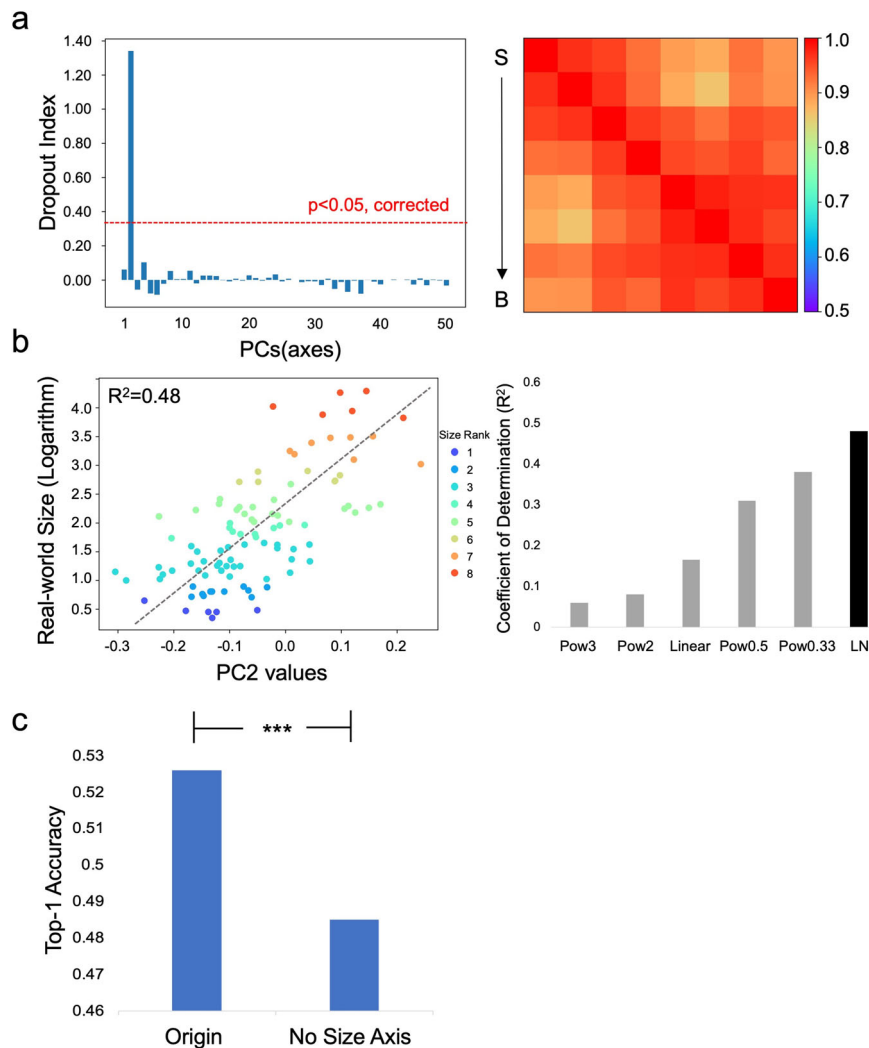 a
Dropout Index
1.40
1.20
1.00
0.80
0.60
0.40
0.20
0.00
p<0.05, corrected
1 10 20 30 40 50
PCs(axes)
S
B
1.0
0.9
0.8
0.7
0.6
0.5
b
Real-world Size (Logarithm)
R²=0.48
4.0
3.5
3.0
2.5
2.0
1.5
1.0
0.5
-0.3 -0.2 -0.1 0.0 0.1 0.2
PC2 values
Size Rank
1
2
3
4
5
6
7
8
Coefficient of Determination (R²)
0.6
0.5
0.4
0.3
0.2
0.1
0
Pow3 Pow2 Linear Pow0.5 Pow0.33 LN
c
***
Top-1 Accuracy
0.53
0.52
0.51
0.5
0.49
0.48
0.47
0.46
Origin No Size Axis